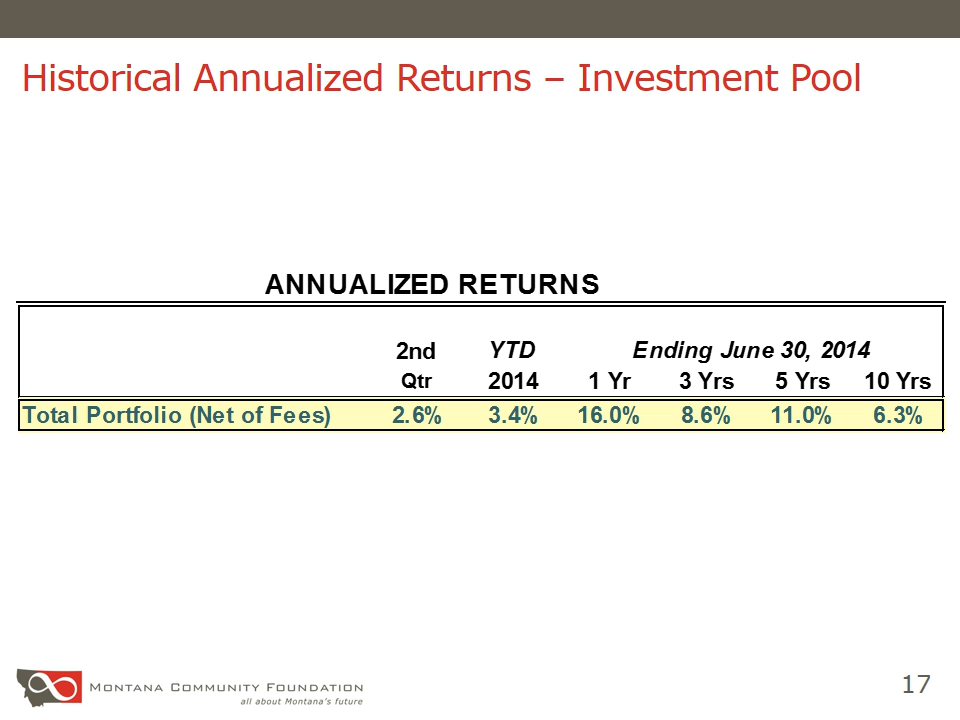 Historical Annualized Returns – Investment Pool
ANNUALIZED RETURNS
2nd YTD Ending June 30, 2014
Qtr 2014 1 Yr 3 Yrs 5 Yrs 10 Yrs
Total Portfolio (Net of Fees) 2.6% 3.4% 16.0% 8.6% 11.0% 6.3%
MONTANA COMMUNITY FOUNDATION
all about Montana's future
17